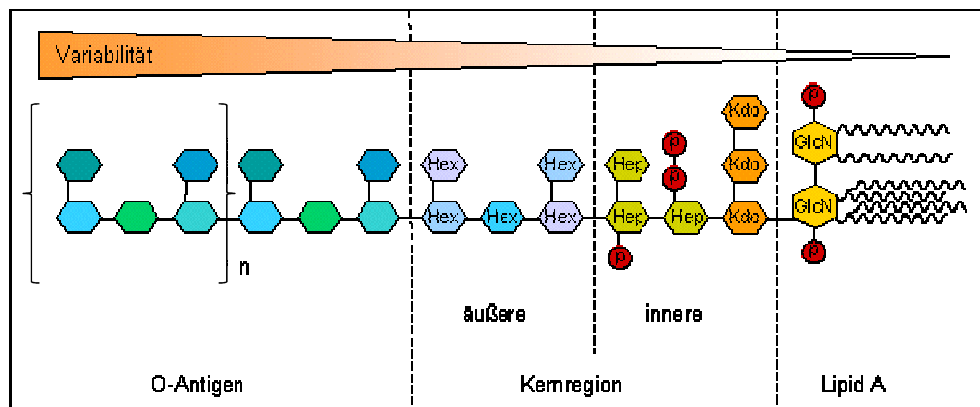 Variabilität
P
Kdo
GlcN
P
Hex Hex Hep P Kdo
Hex Hex Hex Hep Hep Kdo GlcN
n
P
P
äußere innere
O-Antigen Kernregion Lipid A